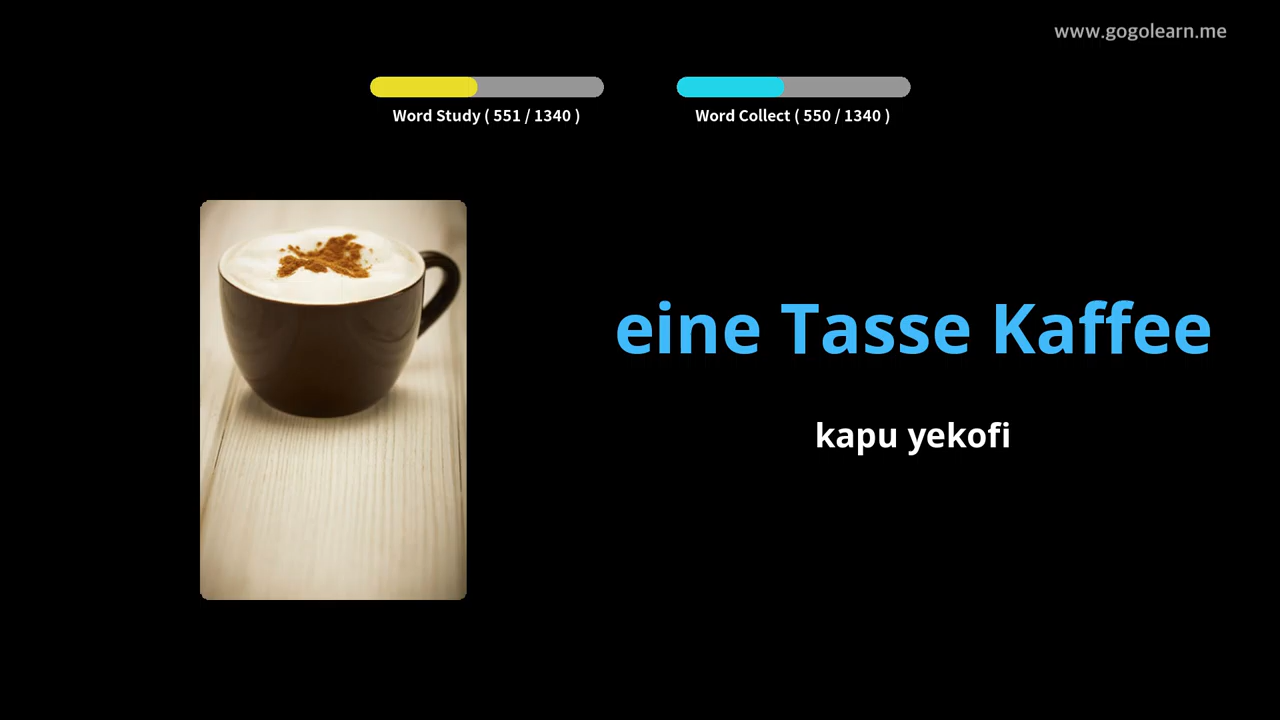 www.gogolearn.me
Word Study ( 551 / 1340 )
Word Collect ( 550 / 1340 )
eine Tasse Kaffee
kapu yekofi